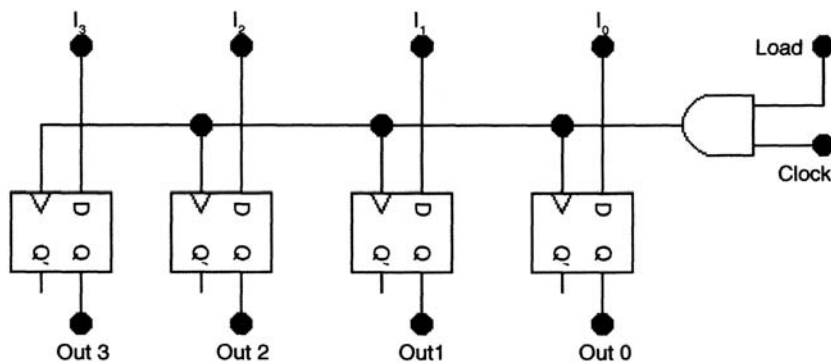 I3 I2 I1 I0
Load
Clock
D D D D
Q' Q Q' Q Q' Q Q' Q
Out 3 Out 2 Out1 Out 0